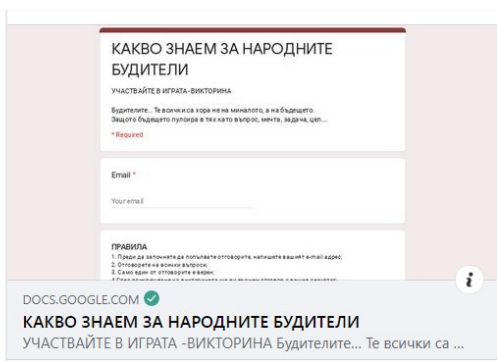 КАКВО ЗНАЕМ ЗА НАРОДНИТЕ
БУДИТЕЛИ
УЧАСТВАЙТЕ В ИГРАТА -ВИКТОРИНА
Будителите... Те всички са хора не на миналото, а на бъдещето.
Защото бъдещето пулсира в тях като въпрос, мечта, задача, цел...
* Required
Email *
Your email
ПРАВИЛА
1. Преди да започнете да попълвате отговорите, напишете вашият e-mail адрес;
2. Отговорете на всички въпроси;
3. Само един от отговорите е верен;
DOCS.GOOGLE.COM
КАКВО ЗНАЕМ ЗА НАРОДНИТЕ БУДИТЕЛИ
УЧАСТВАЙТЕ В ИГРАТА -ВИКТОРИНА Будителите... Те всички са ...